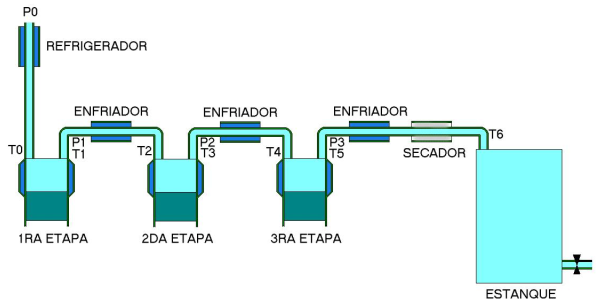 P0
REFRIGERADOR
ENFRIADOR
ENFRIADOR
ENFRIADOR
T0
P1
T1
T2
P2
T3
T4
P3
T5
T6
SECADOR
1RA ETAPA
2DA ETAPA
3RA ETAPA
ESTANQUE